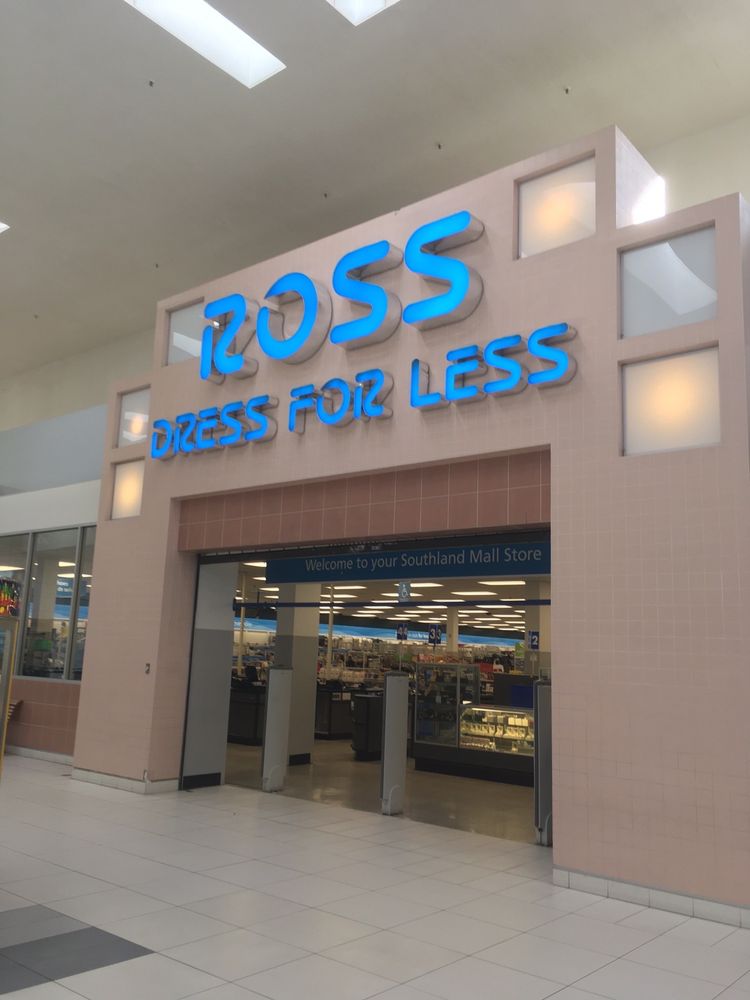 ROSS
DRESS FOR LESS
Welcome to your Southland Mall Store